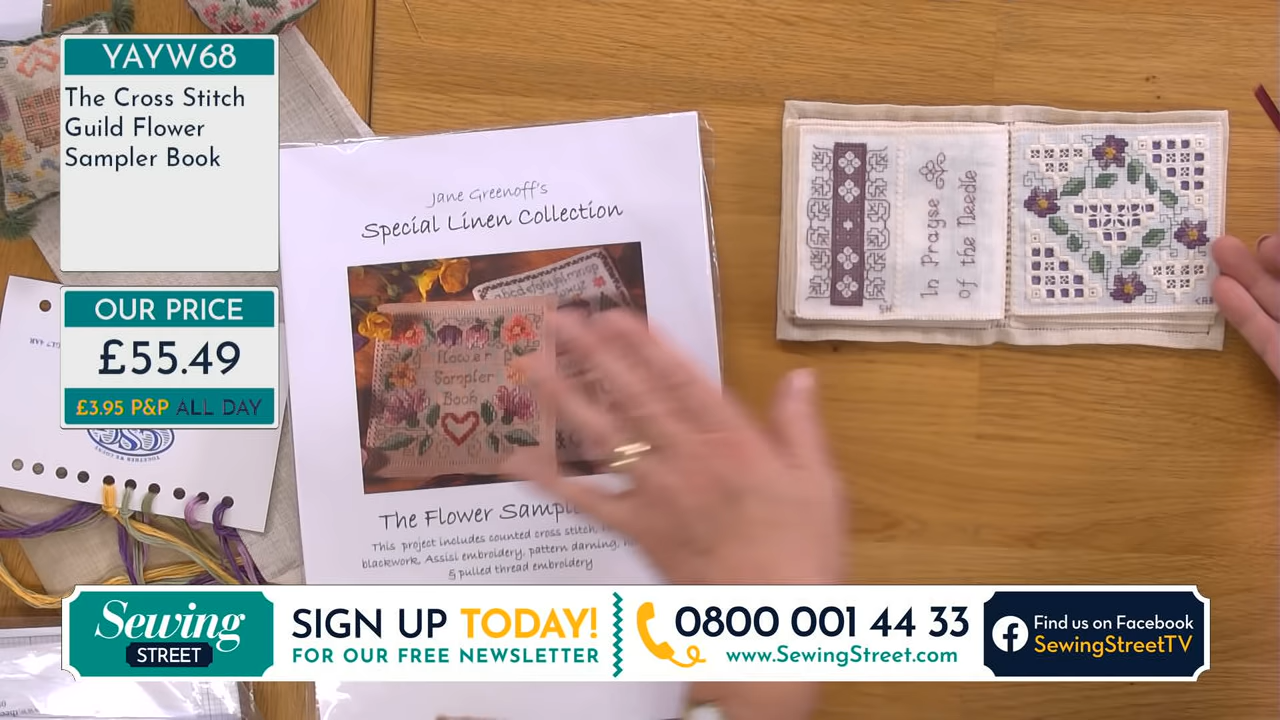 YAYW68
The Cross Stitch
Guild Flower
Sampler Book
OUR PRICE
£55.49
£3.95 P&P ALL DAY
Jane Greenoff's
Special Linen Collection
Flower
Sampler
Book
The Flower
This project includes counted cross stitch,
blackwork, Assisi embroidery, pattern darning,
& pulled thread embroidery
In Prayse
of the Needle
Sewing
STREET
SIGN UP TODAY!
FOR OUR FREE NEWSLETTER
0800 001 44 33
www.SewingStreet.com
Find us on Facebook
SewingStreetTV